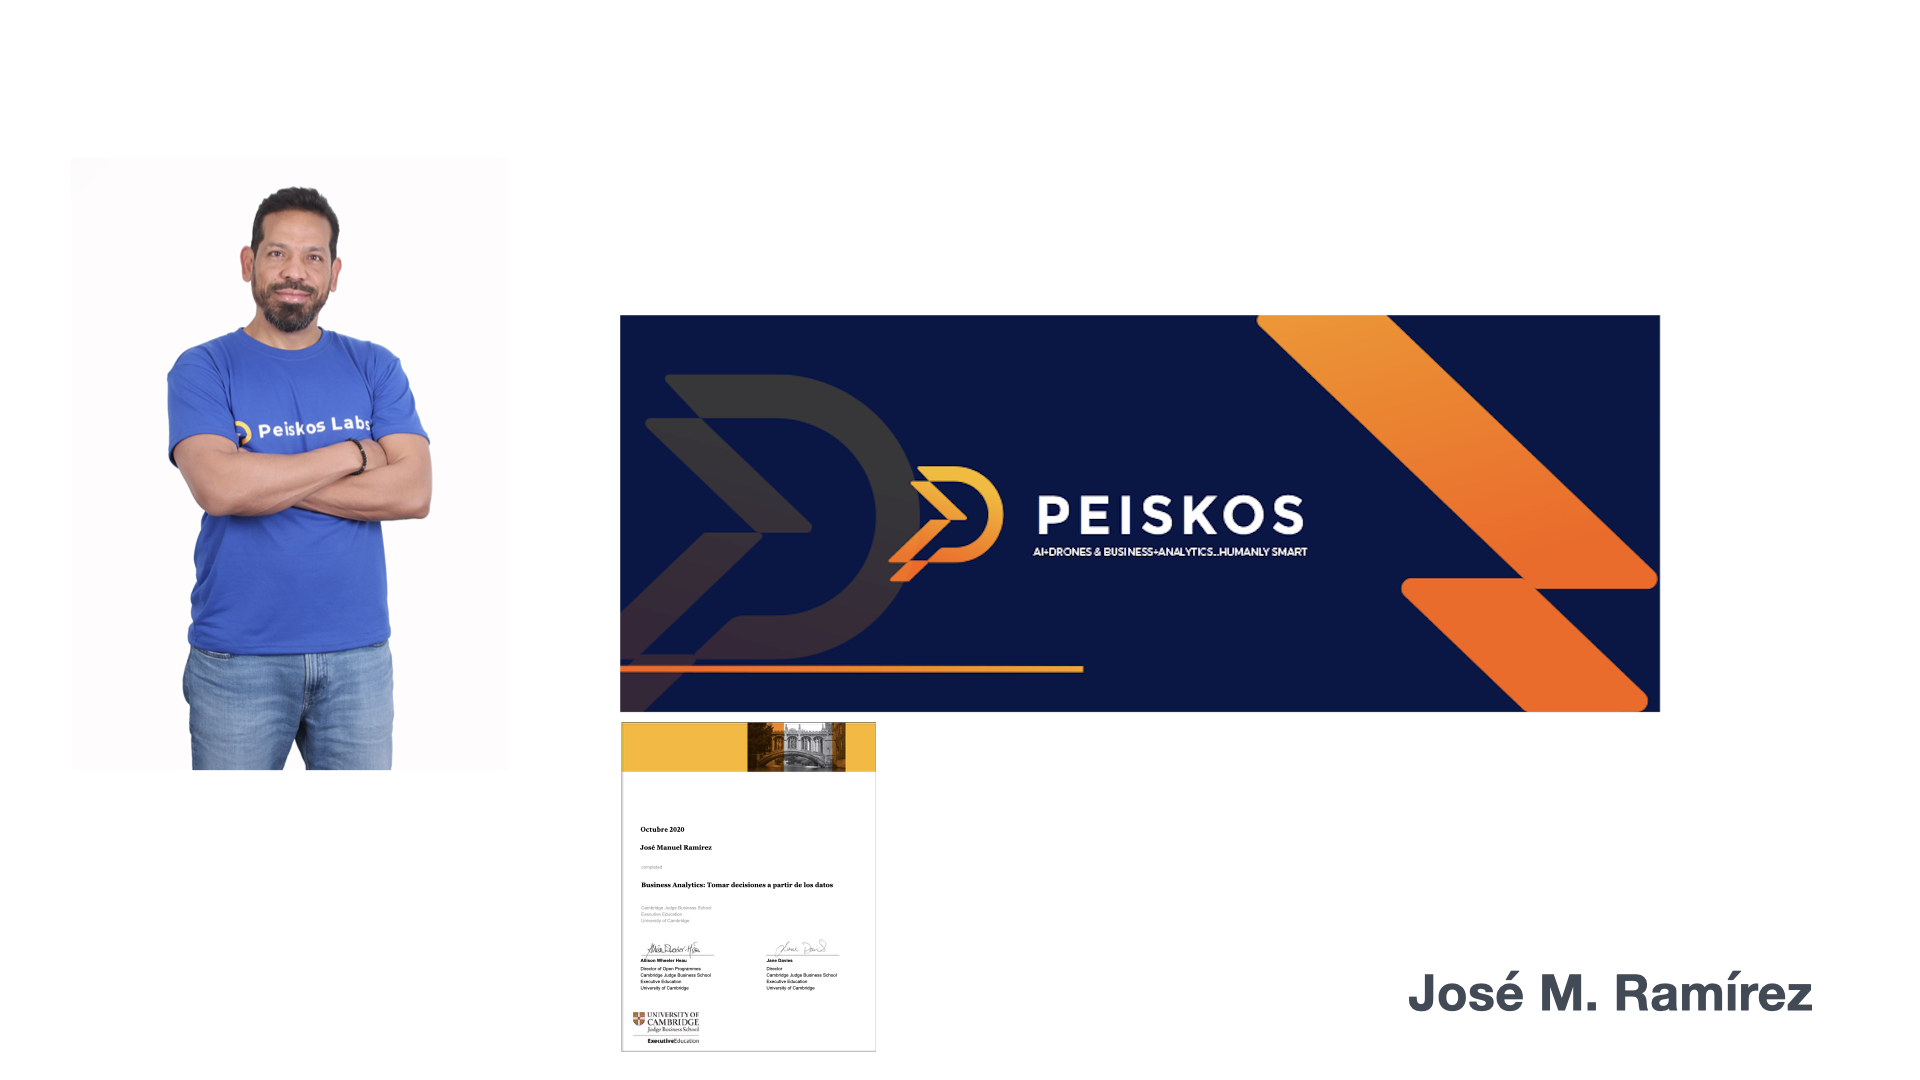 Peiskos Labs
PEISKOS
AI+DRONES & BUSINESS+ANALYTICS...HUMANLY SMART
Octubre 2020
José Manuel Ramírez
completed
Business Analytics: Tomar decisiones a partir de los datos
Cambridge Judge Business School
Executive Education
University of Cambridge
Allison Wheeler Heau
Director of Open Programmes
Cambridge Judge Business School
Executive Education
University of Cambridge
Jane Davies
Director
Cambridge Judge Business School
Executive Education
University of Cambridge
UNIVERSITY OF
CAMBRIDGE
Judge Business School
ExecutiveEducation
José M. Ramírez